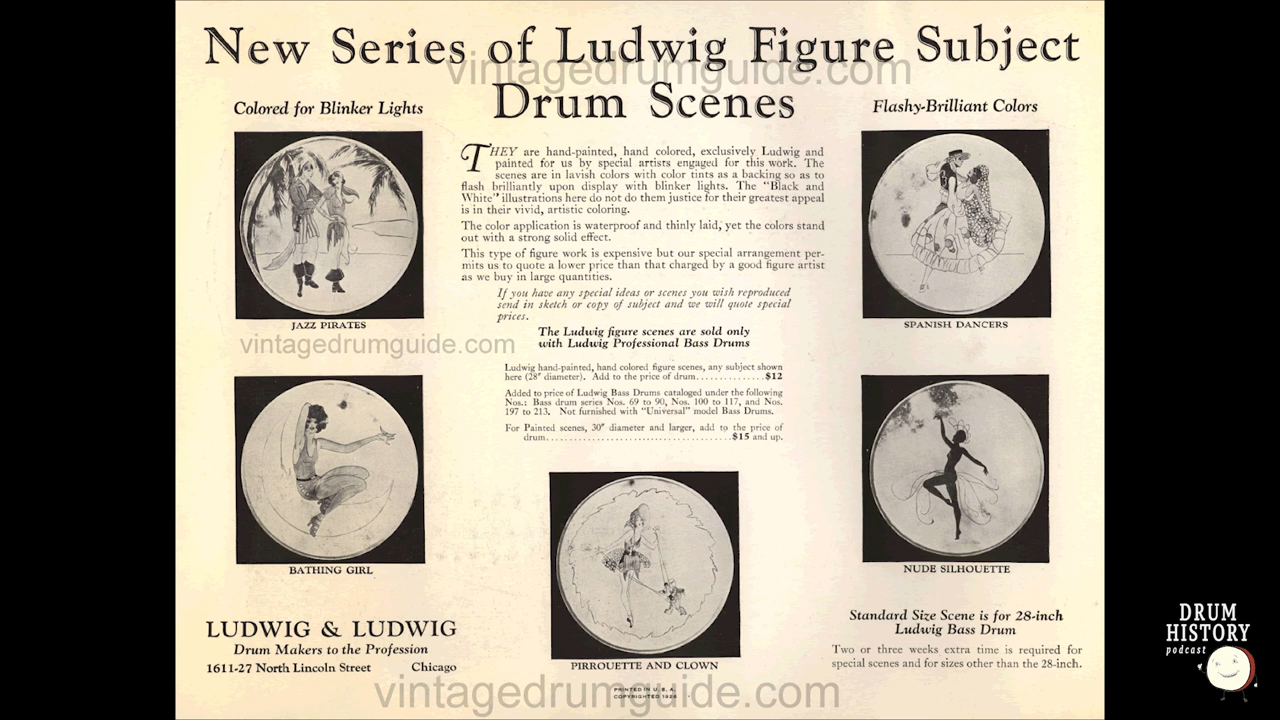 New Series of Ludwig Figure Subject
Drum Scenes
vintagedrumguide.com
Colored for Blinker Lights
Flashy-Brilliant Colors
THEY are hand-painted, hand colored, exclusively Ludwig and
painted for us by special artists engaged for this work. The
scenes are in lavish colors with color tints as a backing so as to
flash brilliantly upon display with blinker lights. The "Black and
White" illustrations here do not do them justice for their greatest appeal
is in their vivid, artistic coloring.
The color application is waterproof and thinly laid, yet the colors stand
out with a strong solid effect.
This type of figure work is expensive but our special arrangement per-
mits us to quote a lower price than that charged by a good figure artist
as we buy in large quantities.
If you have any special ideas or scenes you wish reproduced
send in sketch or copy of subject and we will quote special
prices.
The Ludwig figure scenes are sold only
with Ludwig Professional Bass Drums
Ludwig hand-painted, hand colored figure scenes, any subject shown
here (28" diameter). Add to the price of drum..............$12
Added to price of Ludwig Bass Drums cataloged under the following
Nos.: Bass drum series Nos. 69 to 90, Nos. 100 to 117, and Nos.
197 to 213. Not furnished with "Universal" model Bass Drums.
For Painted scenes, 30" diameter and larger, add to the price of
drum....................................$15 and up.
JAZZ PIRATES
SPANISH DANCERS
vintagedrumguide.com
BATHING GIRL
NUDE SILHOUETTE
PIRROUETTE AND CLOWN
LUDWIG & LUDWIG
Drum Makers to the Profession
1611-27 North Lincoln Street Chicago
Standard Size Scene is for 28-inch
Ludwig Bass Drum
Two or three weeks extra time is required for
special scenes and for sizes other than the 28-inch.
PRINTED IN U. S. A.
COPYRIGHTED 1928
vintagedrumguide.com
DRUM
HISTORY
podcast